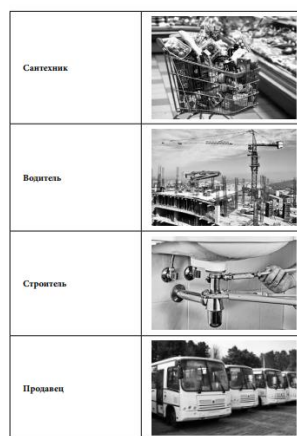 Сантехник
Водитель
Строитель
Продавец